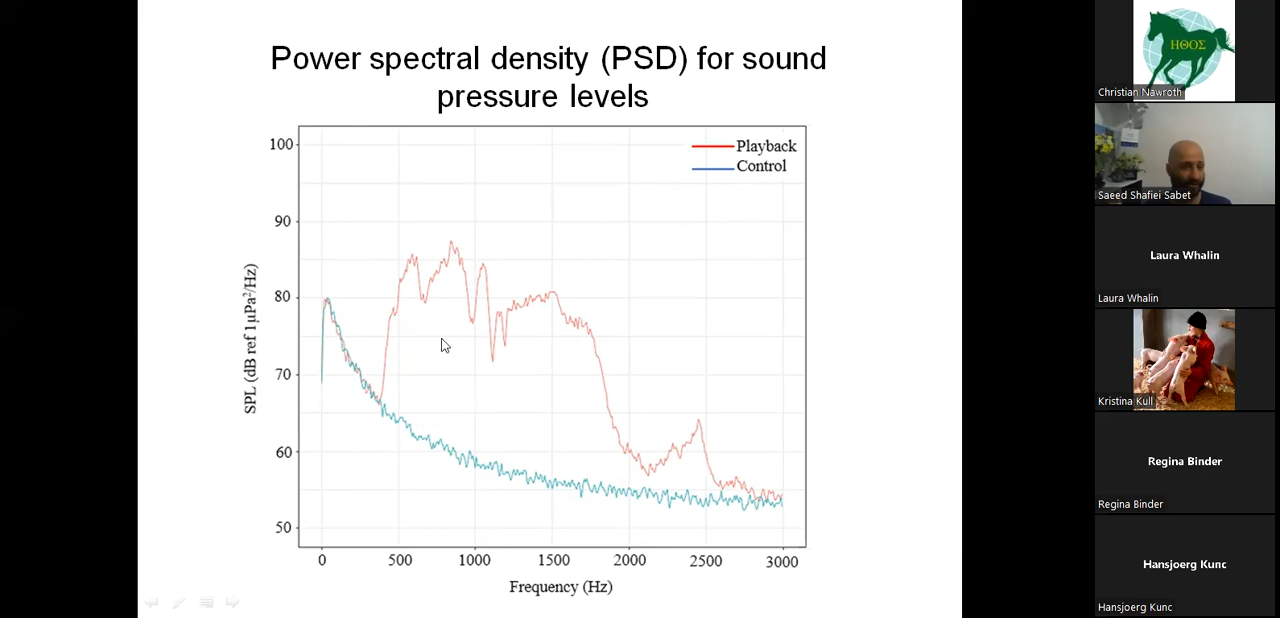 Power spectral density (PSD) for sound
pressure levels
Playback
Control
100
90
80
70
60
50
SPL (dB ref 1µPa²/Hz)
0 500 1000 1500 2000 2500 3000
Frequency (Hz)
ΗΘΟΣ
Christian Nawroth
Saeed Shafiei Sabet
Laura Whalin
Laura Whalin
Kristina Kull
Regina Binder
Regina Binder
Hansjoerg Kunc
Hansjoerg Kunc